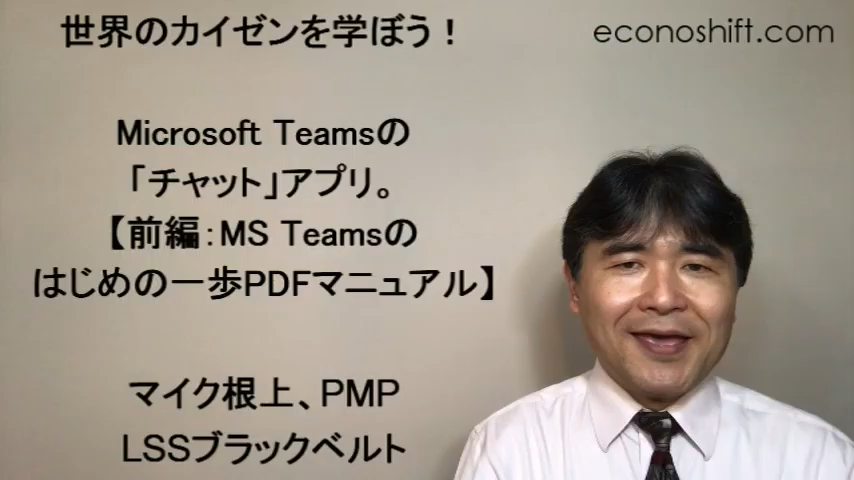 世界のカイゼンを学ぼう！
econoshift.com
Microsoft Teamsの
「チャット」アプリ。
【前編：MS Teamsの
はじめの一歩PDFマニュアル】
マイク根上、PMP
LSSブラックベルト